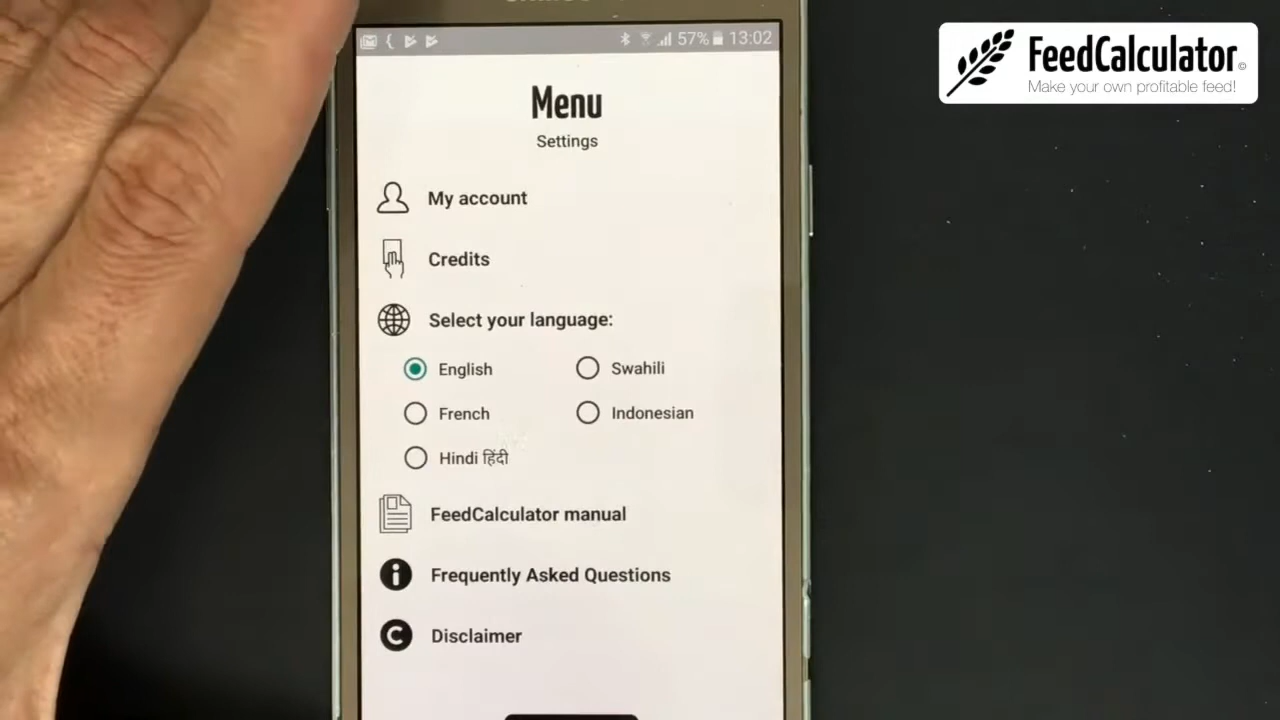 57% 13:02
FeedCalculator
Make your own profitable feed!
Menu
Settings
My account
Credits
Select your language:
English
Swahili
French
Indonesian
Hindi हिंदी
FeedCalculator manual
Frequently Asked Questions
Disclaimer